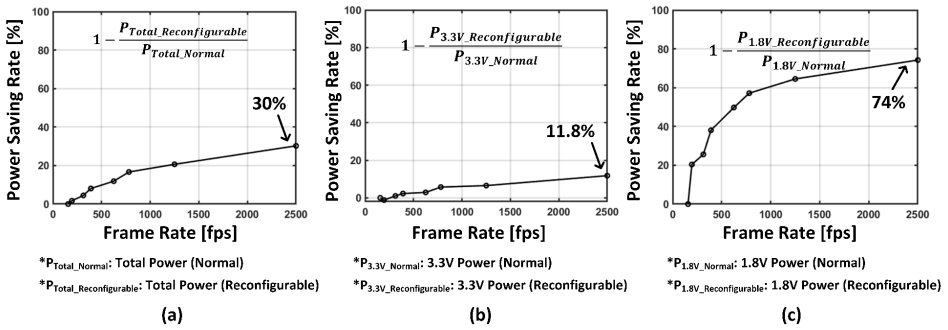 Power Saving Rate [%]
100
80
60
40
20
0
1 − P_Total_Reconfigurable / P_Total_Normal
30%
0 500 1000 1500 2000 2500
Frame Rate [fps]
*P_Total_Normal: Total Power (Normal)
*P_Total_Reconfigurable: Total Power (Reconfigurable)
(a)
Power Saving Rate [%]
100
80
60
40
20
0
1 − P_3.3V_Reconfigurable / P_3.3V_Normal
11.8%
0 500 1000 1500 2000 2500
Frame Rate [fps]
*P_3.3V_Normal: 3.3V Power (Normal)
*P_3.3V_Reconfigurable: 3.3V Power (Reconfigurable)
(b)
Power Saving Rate [%]
100
80
60
40
20
0
1 − P_1.8V_Reconfigurable / P_1.8V_Normal
74%
0 500 1000 1500 2000 2500
Frame Rate [fps]
*P_1.8V_Normal: 1.8V Power (Normal)
*P_1.8V_Reconfigurable: 1.8V Power (Reconfigurable)
(c)